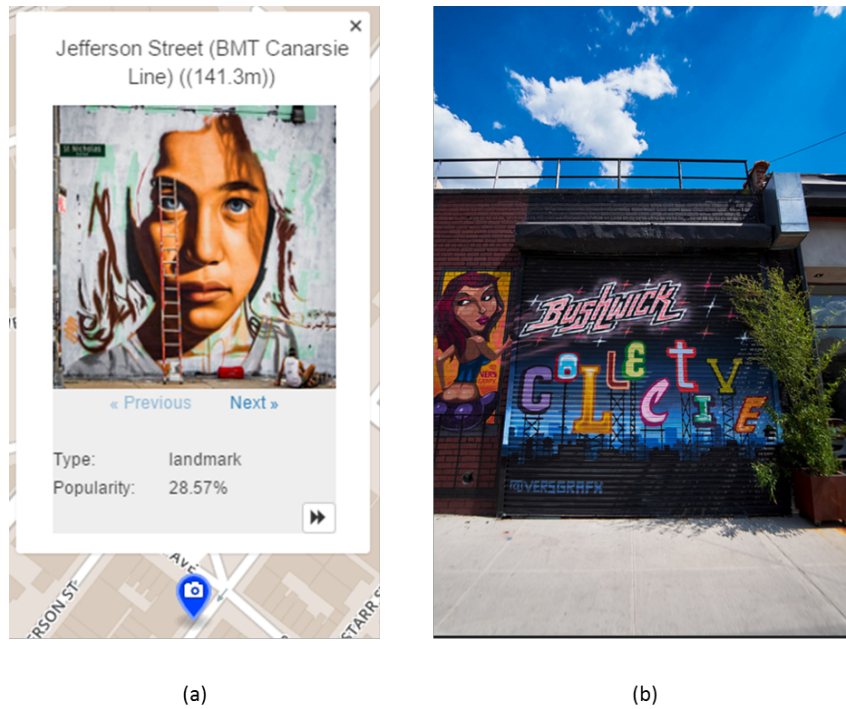 Jefferson Street (BMT Canarsie
Line) ((141.3m))
St Nicholas
« Previous Next »
Type: landmark
Popularity: 28.57%
AVE
ERSON ST
STARR S
(a)
BUSHWICK
COLLECTIVE
VERS
@VERSGRAFX
(b)